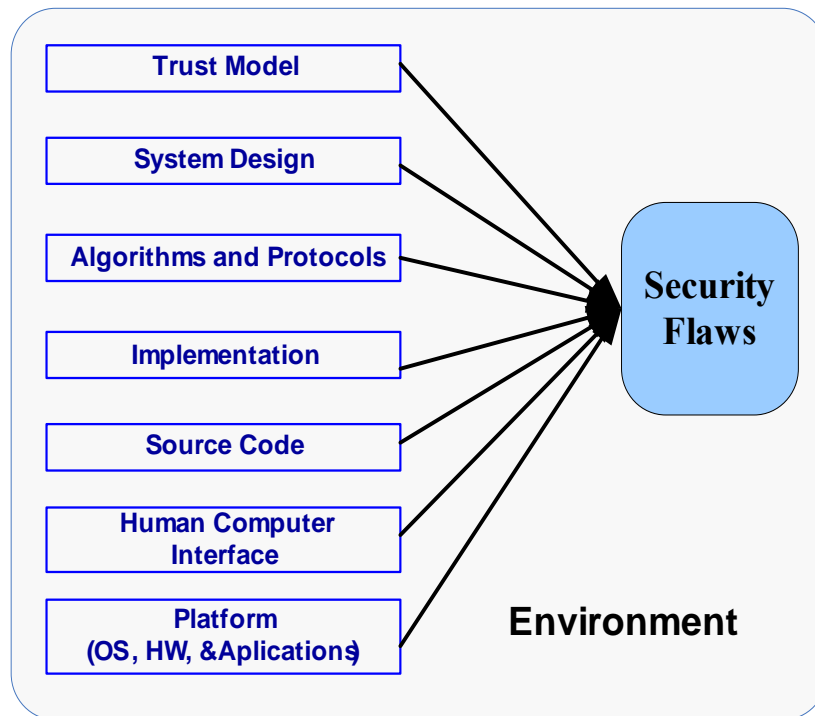 Trust Model
System Design
Algorithms and Protocols
Implementation
Source Code
Human Computer
Interface
Platform
(OS, HW, &Aplications)
Security
Flaws
Environment